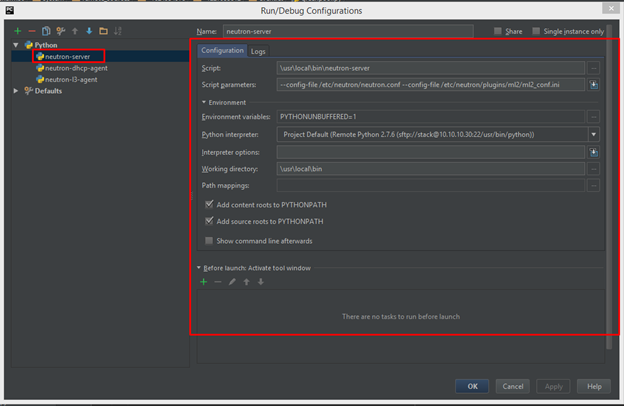 Run/Debug Configurations
PC
Name: neutron-server
Share
Single instance only
Python
neutron-server
neutron-dhcp-agent
neutron-l3-agent
Defaults
Configuration
Logs
Script: \usr\local\bin\neutron-server
Script parameters: --config-file /etc/neutron/neutron.conf --config-file /etc/neutron/plugins/ml2/ml2_conf.ini
Environment
Environment variables: PYTHONUNBUFFERED=1
Python interpreter: Project Default (Remote Python 2.7.6 (sftp://stack@10.10.10.30:22/usr/bin/python))
Interpreter options:
Working directory: \usr\local\bin
Path mappings:
Add content roots to PYTHONPATH
Add source roots to PYTHONPATH
Show command line afterwards
Before launch: Activate tool window
There are no tasks to run before launch
OK
Cancel
Apply
Help